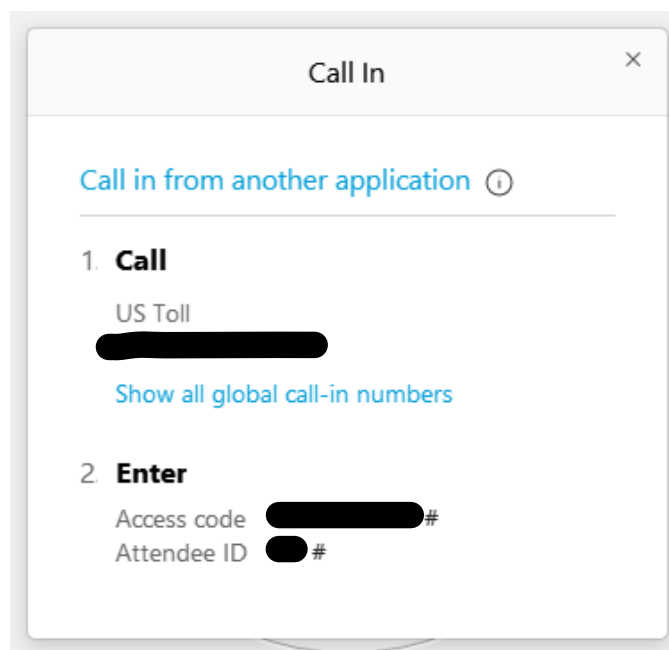 Call In
Call in from another application
1. Call
US Toll
Show all global call-in numbers
2. Enter
Access code #
Attendee ID #